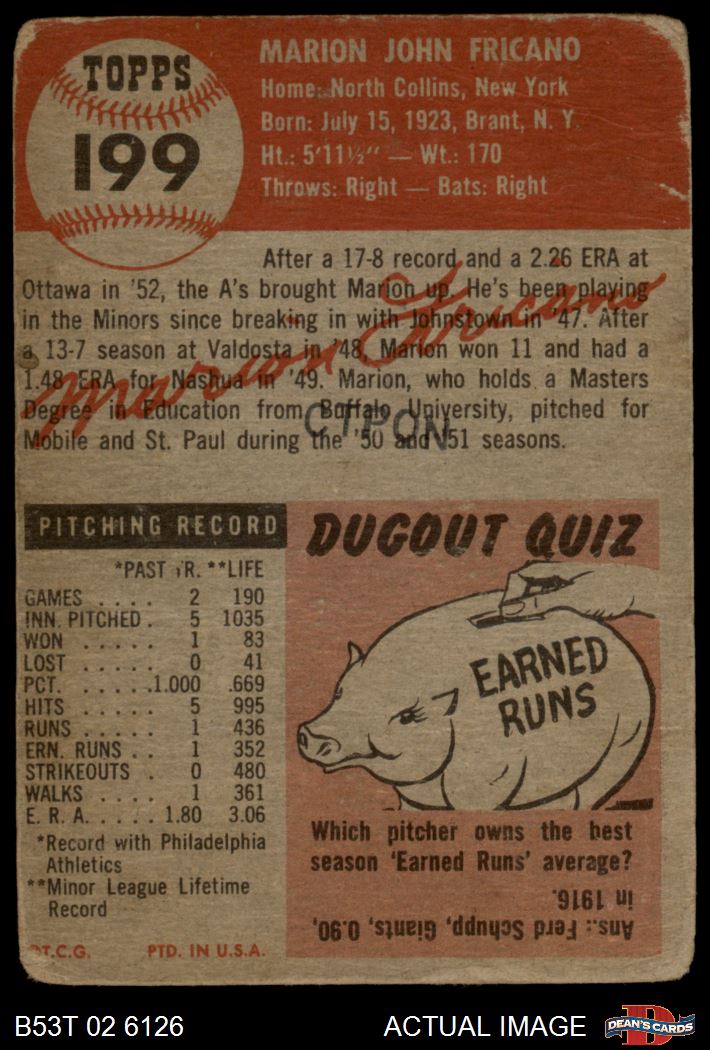 TOPPS
199
MARION JOHN FRICANO
Home: North Collins, New York
Born: July 15, 1923, Brant, N. Y.
Ht.: 5'11½" — Wt.: 170
Throws: Right — Bats: Right
After a 17-8 record and a 2.26 ERA at
Ottawa in '52, the A's brought Marion up. He's been playing
in the Minors since breaking in with Johnstown in '47. After
a 13-7 season at Valdosta in '48, Marion won 11 and had a
1.48 ERA for Nashua in '49. Marion, who holds a Masters
Degree in Education from Buffalo University, pitched for
Mobile and St. Paul during the '50 and '51 seasons.
Marion Fricano
PITCHING RECORD
*PAST YR. **LIFE
GAMES . . . . 2 190
INN. PITCHED . 5 1035
WON . . . . . 1 83
LOST . . . . . 0 41
PCT. . . . . . .1.000 .669
HITS . . . . . 5 995
RUNS . . . . . 1 436
ERN. RUNS . . 1 352
STRIKEOUTS . 0 480
WALKS . . . . 1 361
E. R. A. . . . . 1.80 3.06
*Record with Philadelphia
Athletics
**Minor League Lifetime
Record
T.C.G. PTD. IN U.S.A.
DUGOUT QUIZ
EARNED
RUNS
Which pitcher owns the best
season 'Earned Runs' average?
Ans.: Ferd Schupp, Giants, 0.90,
in 1916.
B53T 02 6126
ACTUAL IMAGE
DEAN'S CARDS